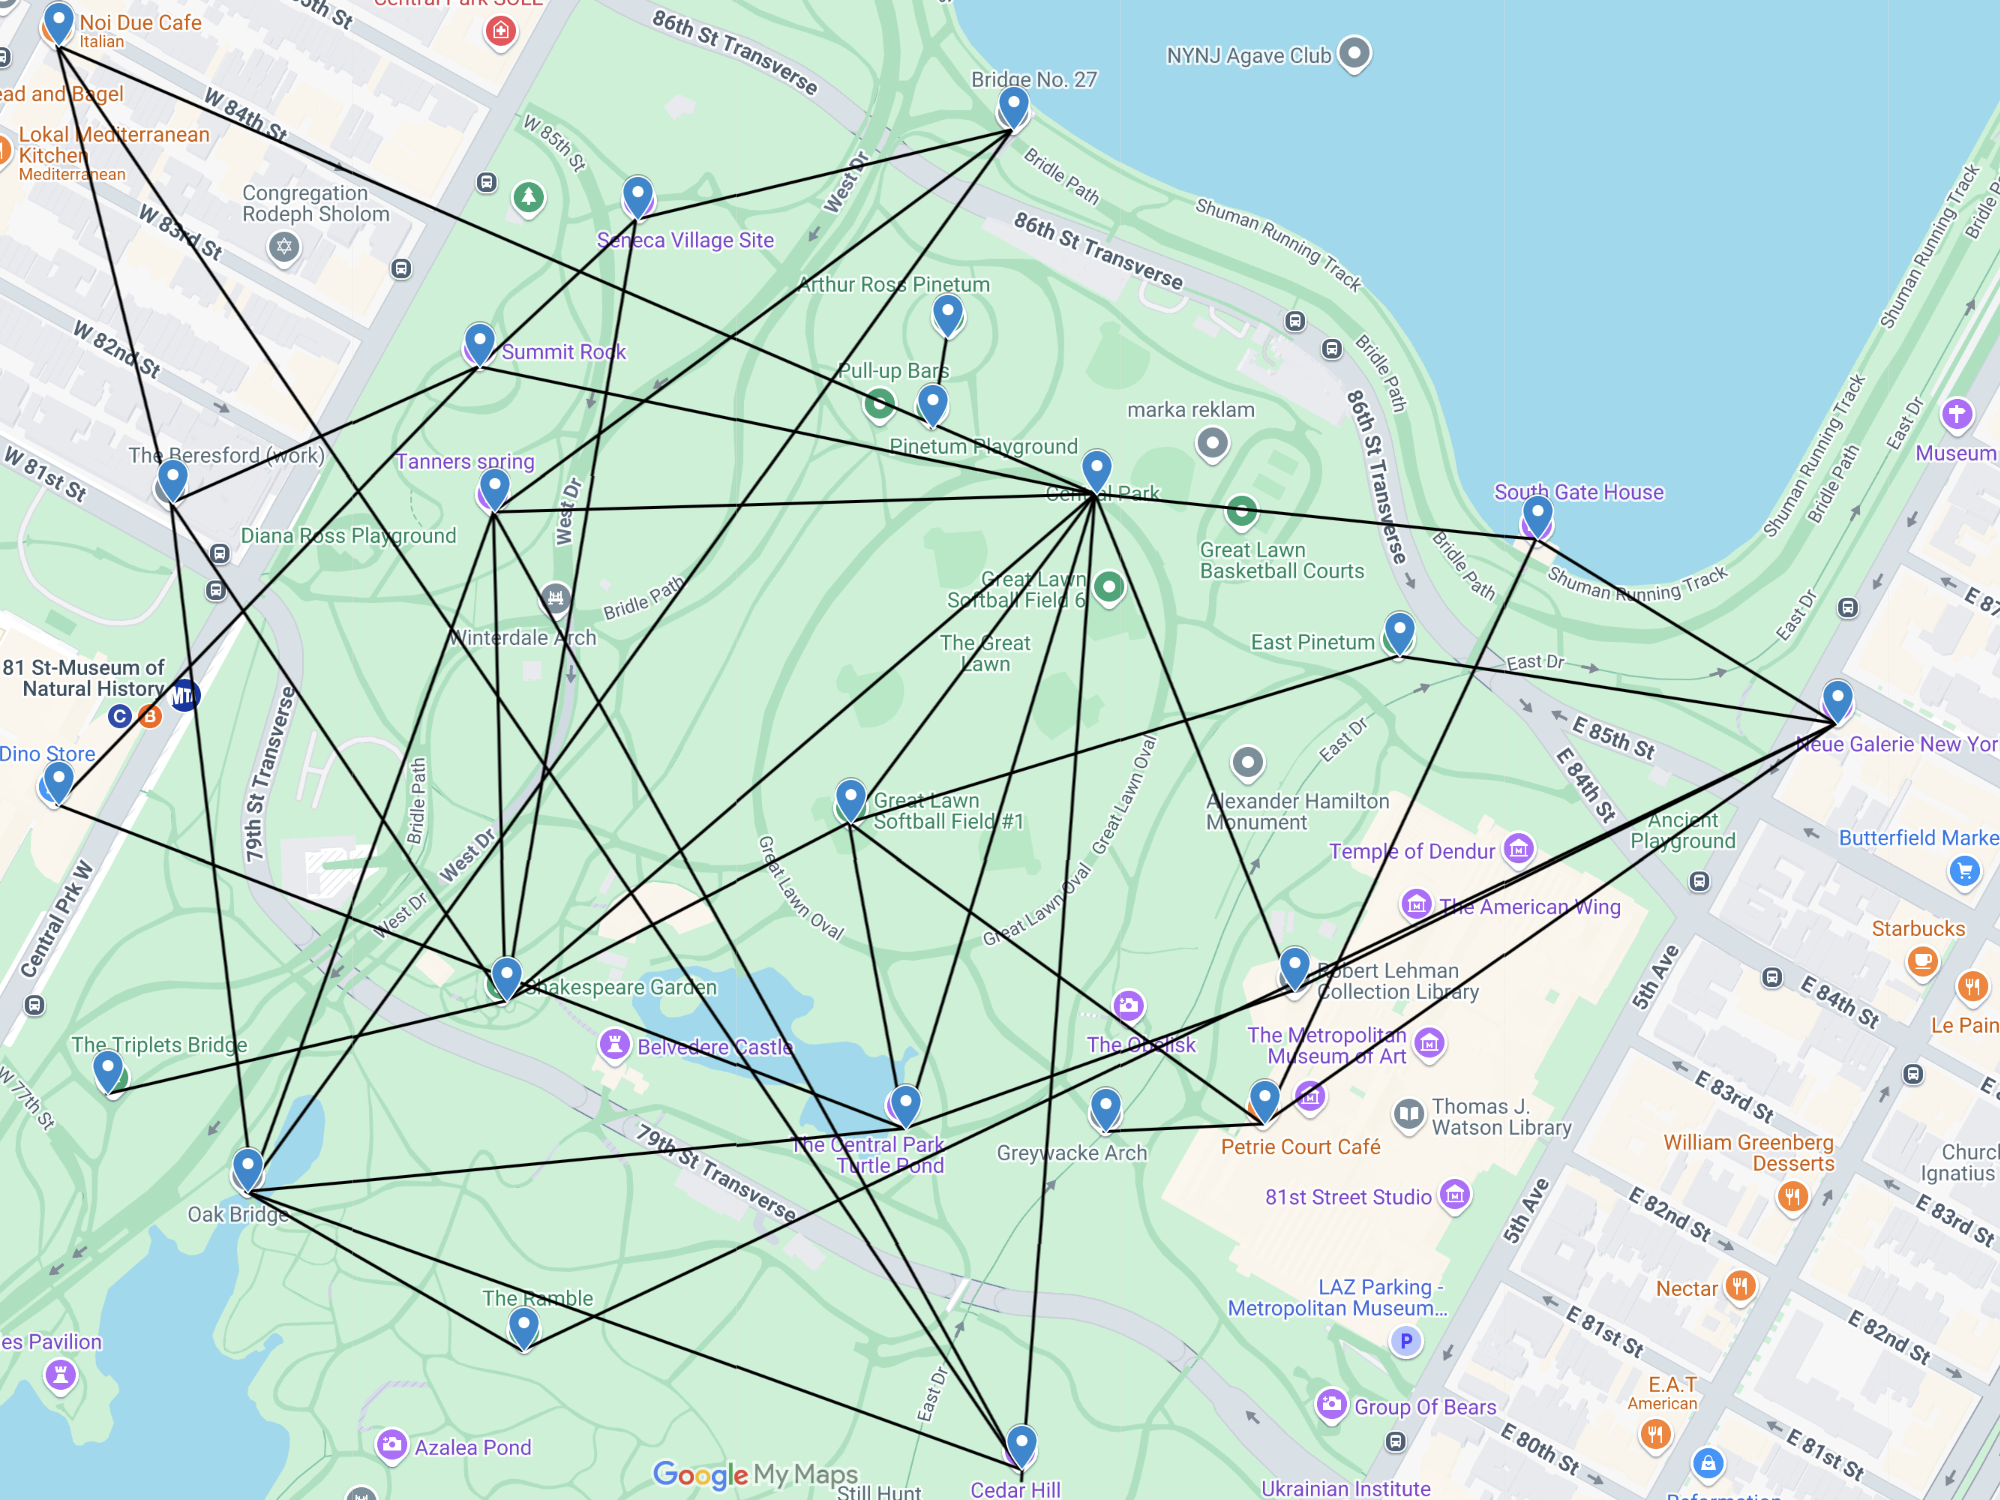 Noi Due Cafe
Italian
W 84th St
86th St Transverse
Bridge No. 27
NYNJ Agave Club
Lokal Mediterranean
Kitchen
Mediterranean
W 85th St
West Dr
Bridle Path
Shuman Running Track
Shuman Running Track
Congregation
Rodeph Sholom
W 83rd St
Seneca Village Site
86th St Transverse
Arthur Ross Pinetum
W 82nd St
Summit Rock
Pull-up Bars
Bridle Path
Shuman Running Track
East Dr
marka reklam
86th St Transverse
Pinetum Playground
The Beresford (work)
Tanners spring
W 81st St
Central Park
South Gate House
Bridle Path
Museum
West Dr
Diana Ross Playground
Great Lawn
Basketball Courts
Bridle Path
Shuman Running Track
Great Lawn
Softball Field 6
Bridle Path
East Dr
E 87
Winterdale Arch
The Great
Lawn
East Pinetum
East Dr
81 St-Museum of
Natural History
C
B
79th St Transverse
East Dr
E 85th St
Neue Galerie New Yor
Dino Store
Bridle Path
Great Lawn Oval
E 84th St
Great Lawn
Softball Field #1
Alexander Hamilton
Monument
Ancient
Playground
Butterfield Marke
West Dr
Temple of Dendur
Great Lawn Oval
Great Lawn Oval
The American Wing
West Dr
Central Prk W
Starbucks
5th Ave
Shakespeare Garden
Robert Lehman
Collection Library
E 84th St
Le Pain
The Triplets Bridge
Belvedere Castle
The Obelisk
The Metropolitan
Museum of Art
W 77th St
E 83rd St
Thomas J.
Watson Library
79th St Transverse
The Central Park
Turtle Pond
Greywacke Arch
Petrie Court Café
William Greenberg
Desserts
Church
Ignatius
81st Street Studio
5th Ave
E 82nd St
E 83rd St
Oak Bridge
The Ramble
LAZ Parking -
Metropolitan Museum...
P
Nectar
E 81st St
E 82nd St
es Pavilion
East Dr
E.A.T
American
Group Of Bears
Azalea Pond
E 80th St
E 81st St
Google My Maps
Still Hunt
Cedar Hill
Ukrainian Institute